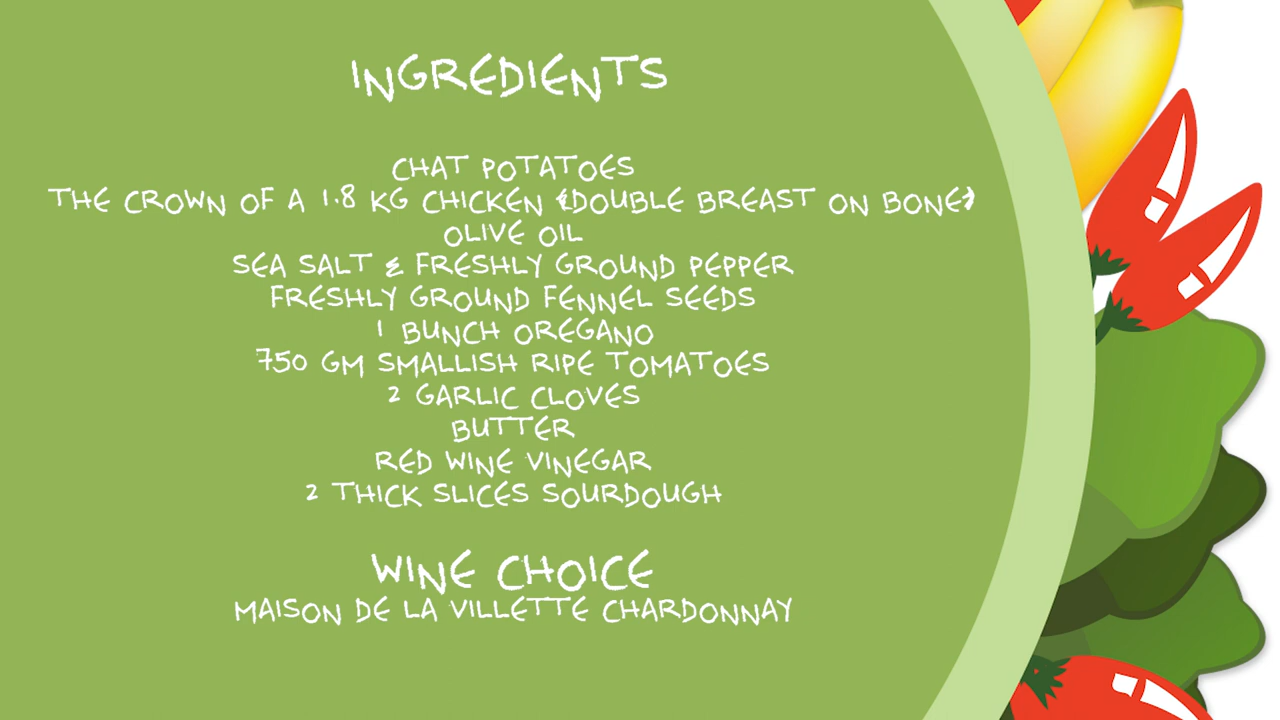 INGREDIENTS
CHAT POTATOES
THE CROWN OF A 1.8 KG CHICKEN {DOUBLE BREAST ON BONE}
OLIVE OIL
SEA SALT & FRESHLY GROUND PEPPER
FRESHLY GROUND FENNEL SEEDS
1 BUNCH OREGANO
750 GM SMALLISH RIPE TOMATOES
2 GARLIC CLOVES
BUTTER
RED WINE VINEGAR
2 THICK SLICES SOURDOUGH
WINE CHOICE
MAISON DE LA VILLETTE CHARDONNAY